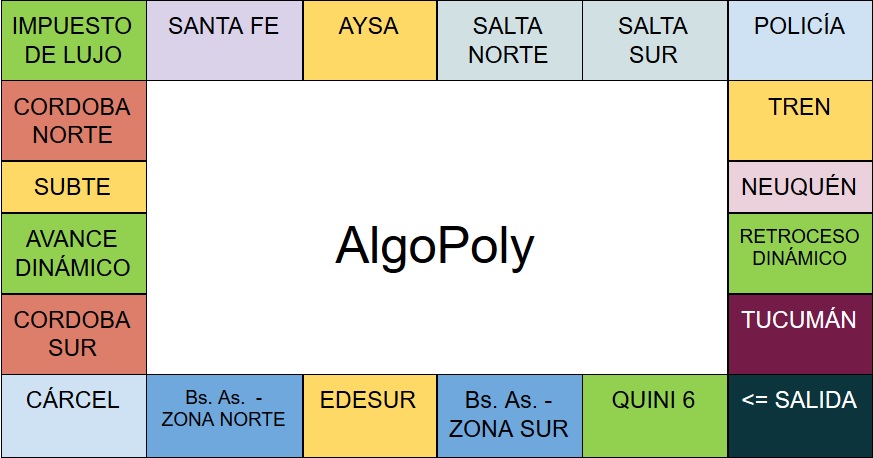 IMPUESTO
DE LUJO
SANTA FE
AYSA
SALTA
NORTE
SALTA
SUR
POLICÍA
CORDOBA
NORTE
TREN
SUBTE
NEUQUÉN
AVANCE
DINÁMICO
AlgoPoly
RETROCESO
DINÁMICO
CORDOBA
SUR
TUCUMÁN
CÁRCEL
Bs. As. -
ZONA NORTE
EDESUR
Bs. As. -
ZONA SUR
QUINI 6
<= SALIDA